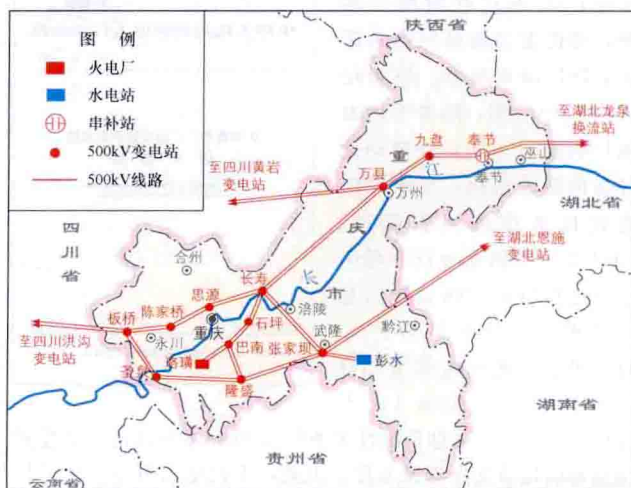 陕西省
图 例
火电厂
水电站
串补站
500kV变电站
500kV线路
至湖北龙泉
换流站
九盘
奉节
巫山
奉节
重
江
万县
万州
至四川黄岩
变电站
湖北省
四
川
省
庆
至湖北恩施
变电站
合州
长寿
长
市
思源
陈家桥
板桥
涪陵
石坪
重庆
黔江
武隆
永川
巴南
张家坝
至四川洪沟
变电站
珞璜
彭水
隆盛
湖南省
贵州省
云南省